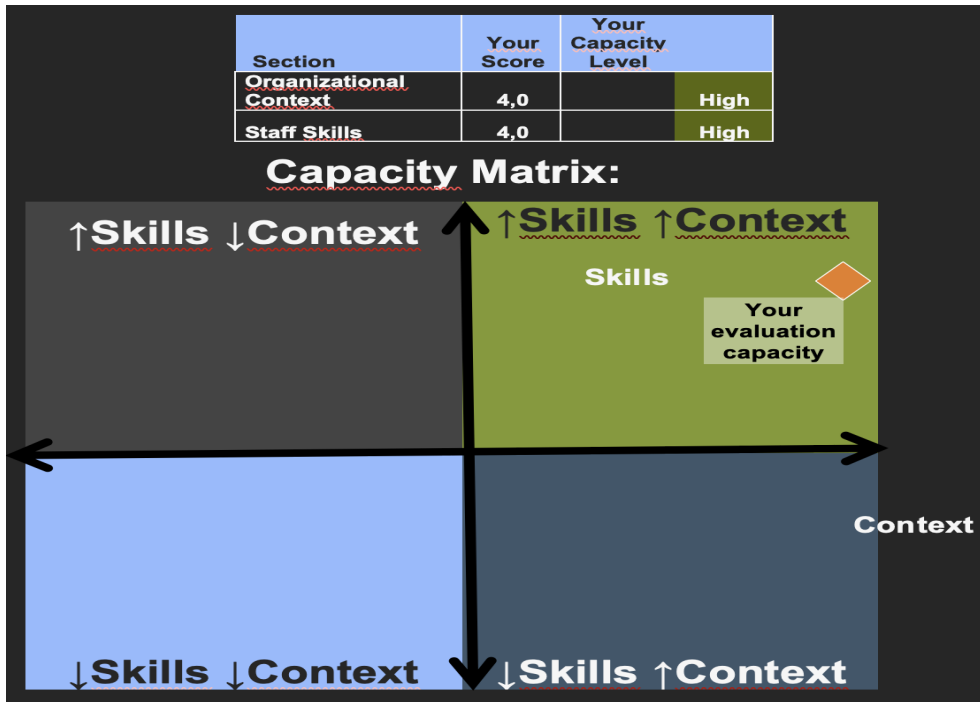 Section
Your Score
Your Capacity Level
Organizational Context
4,0
High
Staff Skills
4,0
High
Capacity Matrix:
↑Skills ↓Context
↑Skills ↑Context
Skills
Your
evaluation
capacity
Context
↓Skills ↓Context
↓Skills ↑Context